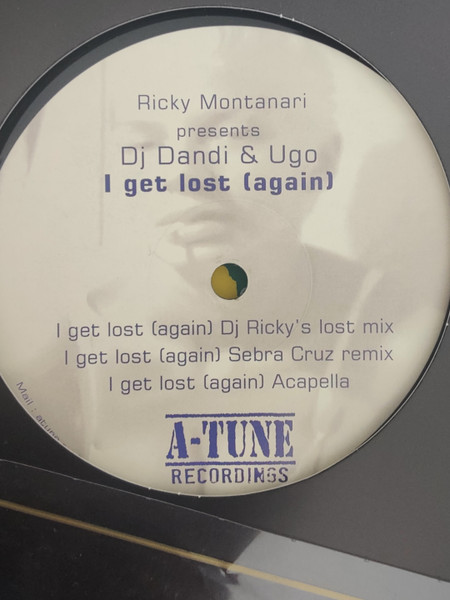 Ricky Montanari
presents
Dj Dandi & Ugo
I get lost (again)
I get lost (again) Dj Ricky's lost mix
I get lost (again) Sebra Cruz remix
I get lost (again) Acapella
Mail :
A-TUNE
RECORDINGS